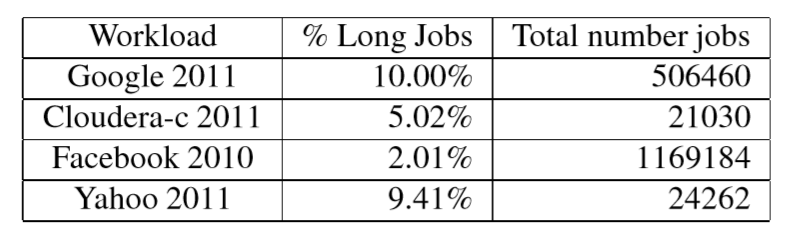 Workload % Long Jobs Total number jobs
Google 2011 10.00% 506460
Cloudera-c 2011 5.02% 21030
Facebook 2010 2.01% 1169184
Yahoo 2011 9.41% 24262